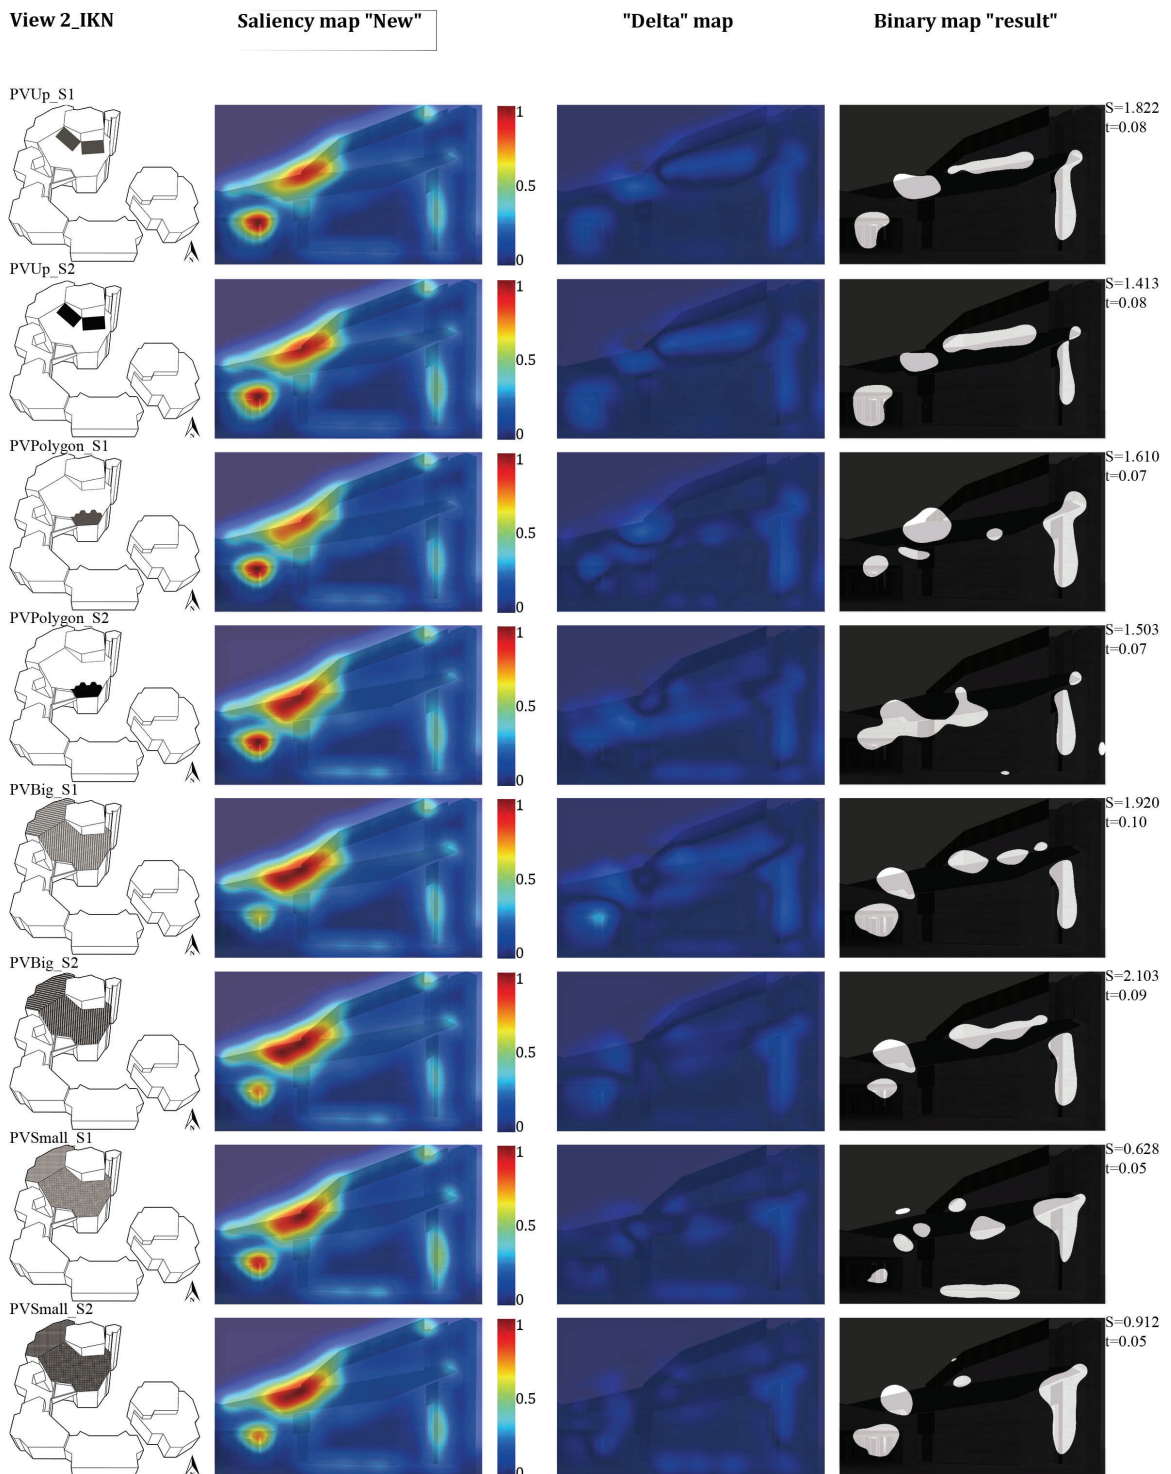 View 2_IKN
Saliency map "New"
"Delta" map
Binary map "result"
PVUp_S1
1
0.5
0
S=1.822
t=0.08
N
PVUp_S2
1
0.5
0
S=1.413
t=0.08
N
PVPolygon_S1
1
0.5
0
S=1.610
t=0.07
N
PVPolygon_S2
1
0.5
0
S=1.503
t=0.07
N
PVBig_S1
1
0.5
0
S=1.920
t=0.10
N
PVBig_S2
1
0.5
0
S=2.103
t=0.09
N
PVSmall_S1
1
0.5
0
S=0.628
t=0.05
N
PVSmall_S2
1
0.5
0
S=0.912
t=0.05
N